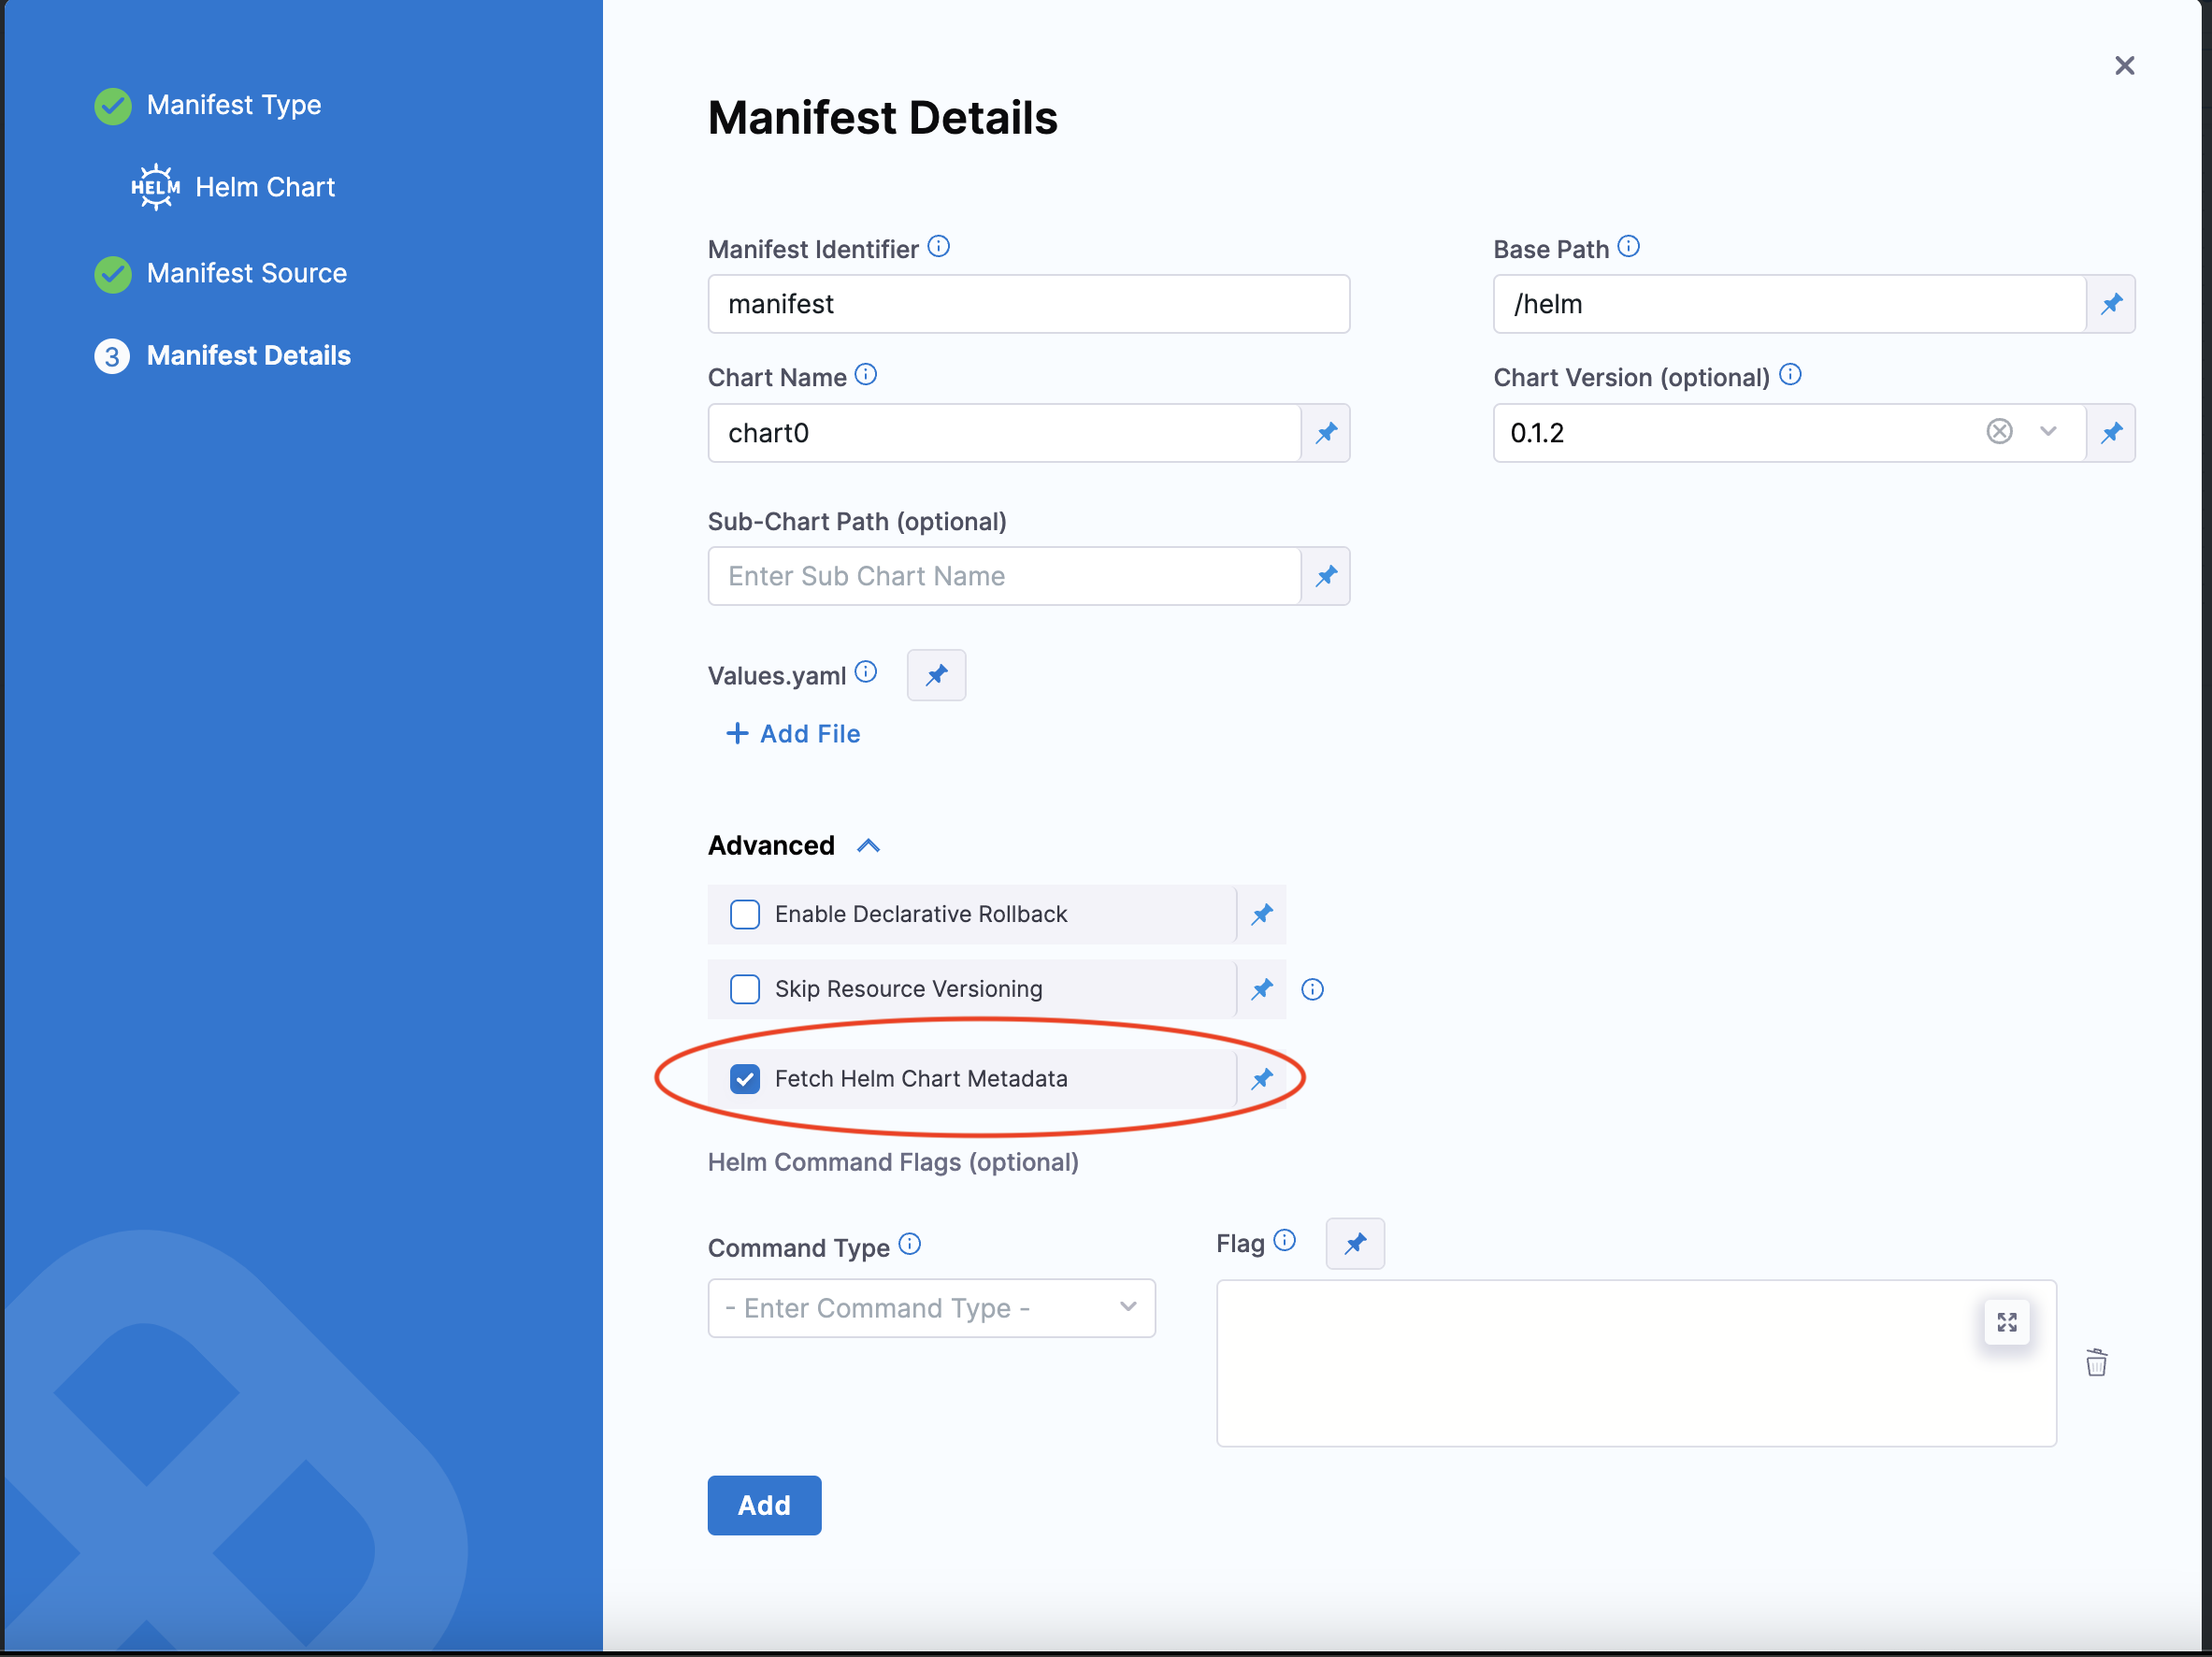 Manifest Type
HELM Helm Chart
Manifest Source
3 Manifest Details
Manifest Details
Manifest Identifier
manifest
Base Path
/helm
Chart Name
chart0
Chart Version (optional)
0.1.2
Sub-Chart Path (optional)
Enter Sub Chart Name
Values.yaml
+ Add File
Advanced
Enable Declarative Rollback
Skip Resource Versioning
Fetch Helm Chart Metadata
Helm Command Flags (optional)
Command Type
- Enter Command Type -
Flag
Add